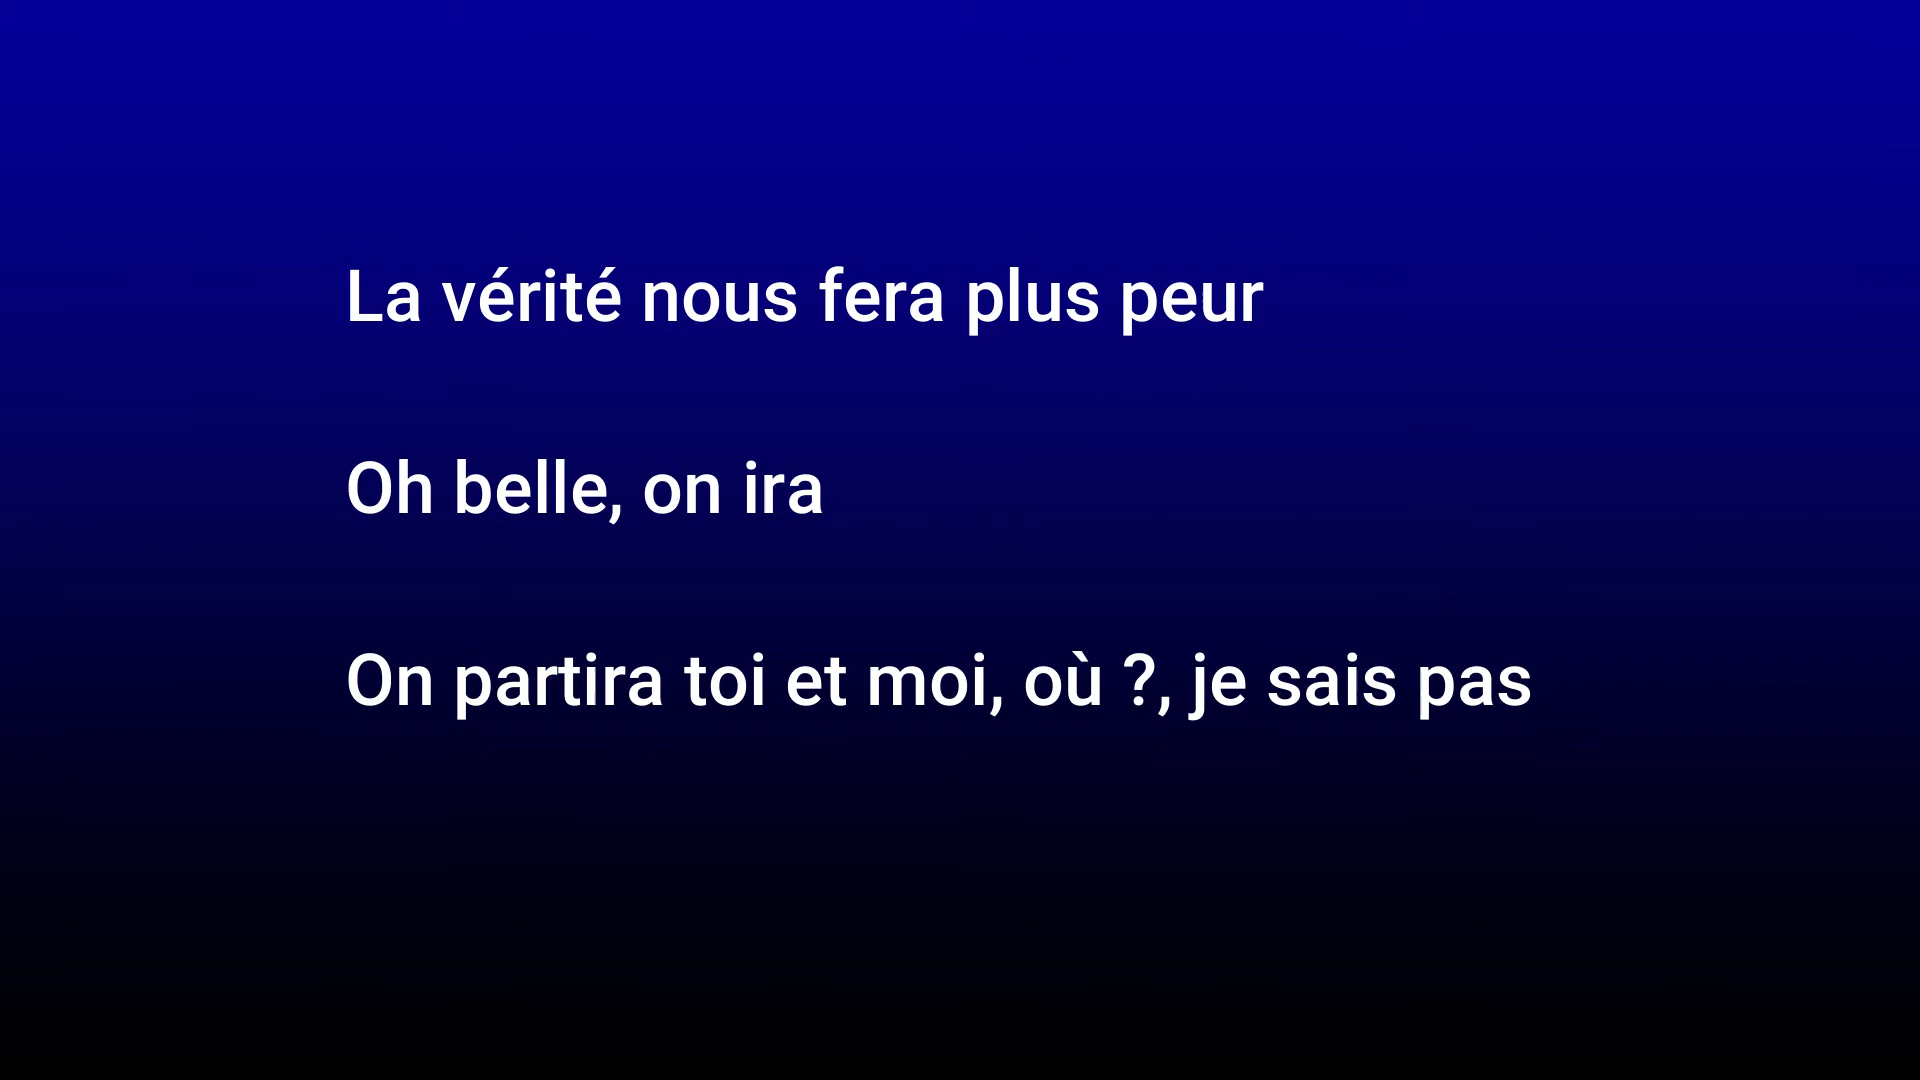 La vérité nous fera plus peur
Oh belle, on ira
On partira toi et moi, où ?, je sais pas